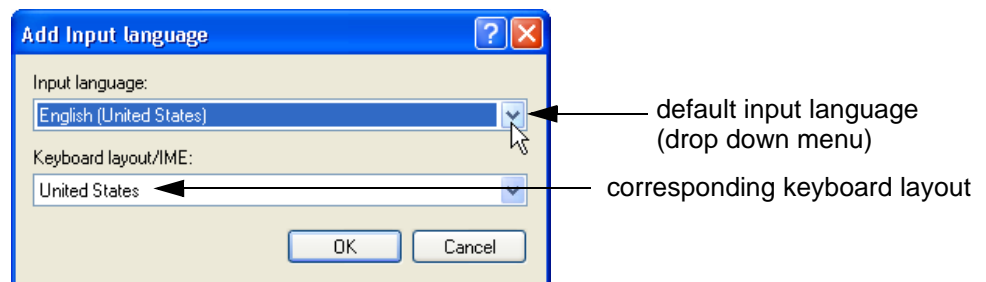 Add Input language
Input language:
English (United States)
default input language
(drop down menu)
Keyboard layout/IME:
United States
corresponding keyboard layout
OK
Cancel